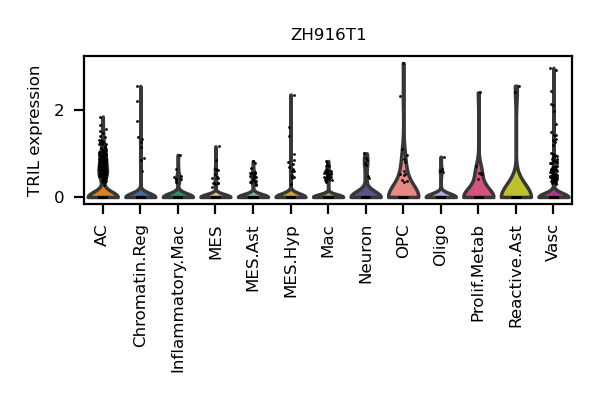 ZH916T1
TRIL expression
2
0
AC
Chromatin.Reg
Inflammatory.Mac
MES
MES.Ast
MES.Hyp
Mac
Neuron
OPC
Oligo
Prolif.Metab
Reactive.Ast
Vasc